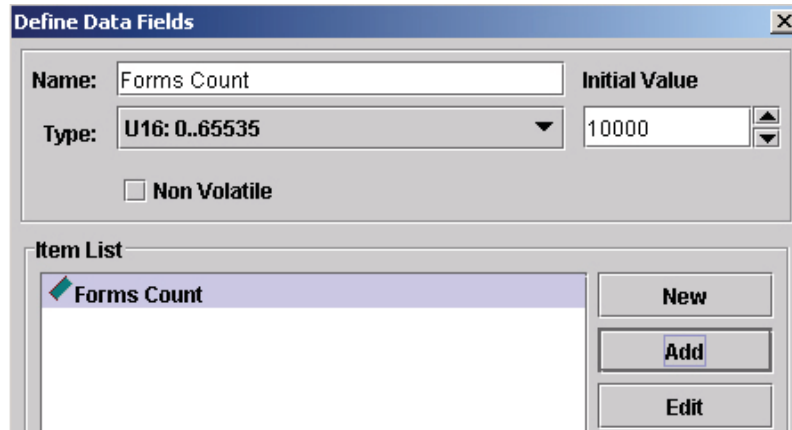 Define Data Fields
Name: Forms Count Initial Value
Type: U16: 0..65535 10000
Non Volatile
Item List
Forms Count New
Add
Edit